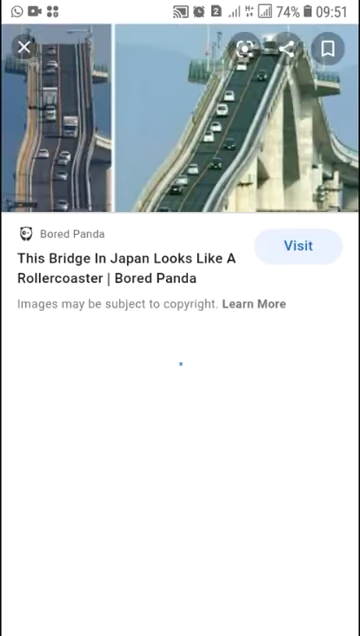 74% 09:51
Bored Panda
This Bridge In Japan Looks Like A
Rollercoaster | Bored Panda
Visit
Images may be subject to copyright. Learn More